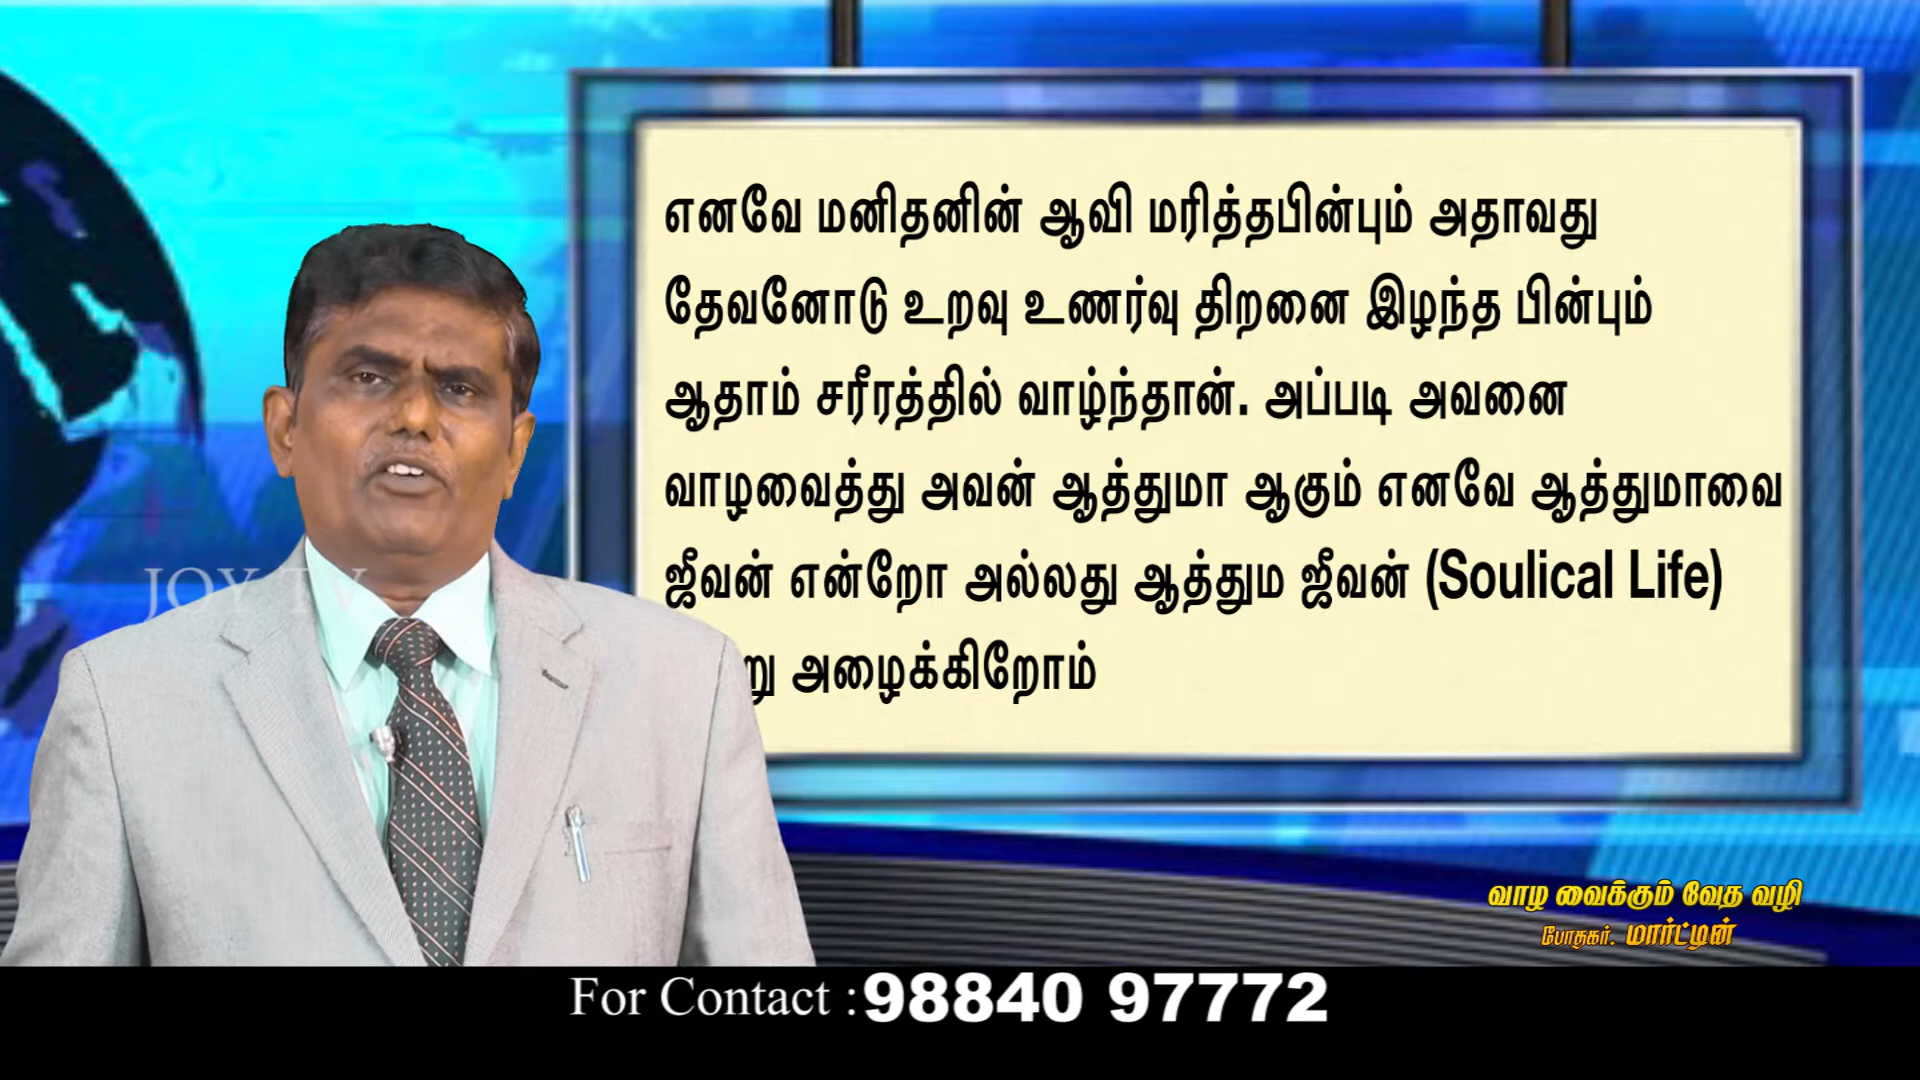 எனவே மனிதனின் ஆவி மரித்தபின்பும் அதாவது
தேவனோடு உறவு உணர்வு திறனை இழந்த பின்பும்
ஆதாம் சரீரத்தில் வாழ்ந்தான். அப்படி அவனை
வாழவைத்து அவன் ஆத்துமா ஆகும் எனவே ஆத்துமாவை
ஜீவன் என்றோ அல்லது ஆத்தும ஜீவன் (Soulical Life)
அழைக்கிறோம்
JOY TV
வாழ வைக்கும் வேத வழி
போதகர். மார்ட்டின்
For Contact : 98840 97772